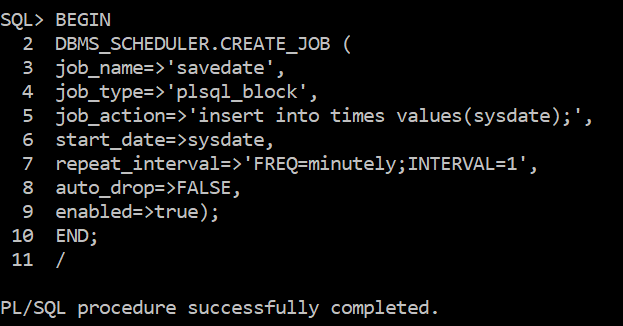 SQL> BEGIN
2 DBMS_SCHEDULER.CREATE_JOB (
3 job_name=>'savedate',
4 job_type=>'plsql_block',
5 job_action=>'insert into times values(sysdate);',
6 start_date=>sysdate,
7 repeat_interval=>'FREQ=minutely;INTERVAL=1',
8 auto_drop=>FALSE,
9 enabled=>true);
10 END;
11 /
PL/SQL procedure successfully completed.